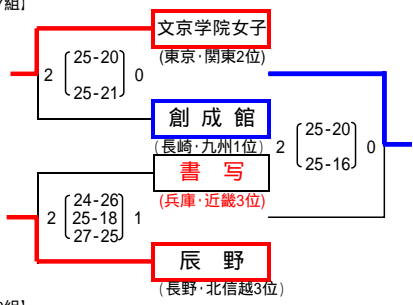 文京学院女子
(東京・関東2位)
2 25-20 0
25-21
創成館
(長崎・九州1位)
2 25-20 0
25-16
書写
(兵庫・近畿3位)
2 24-26 1
25-18
27-25
辰野
(長野・北信越3位)